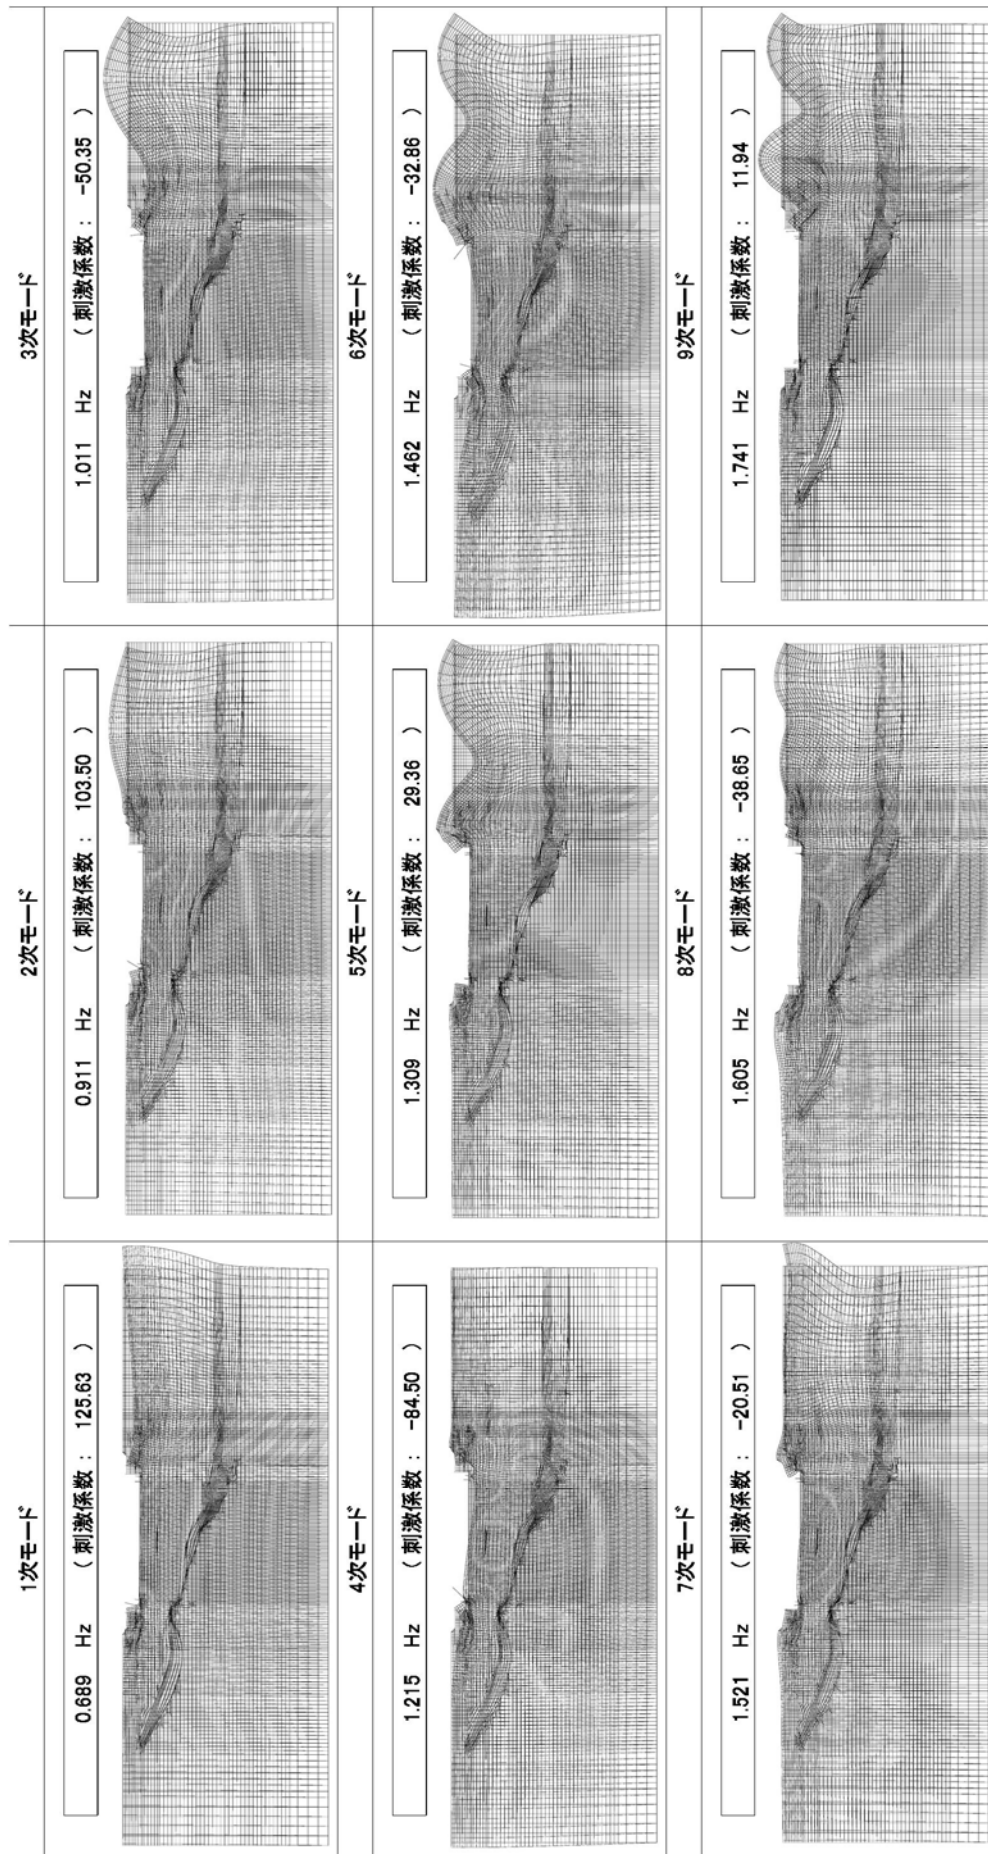 1次モード
0.689 Hz （刺激係数： 125.63 ）
2次モード
0.911 Hz （刺激係数： 103.50 ）
3次モード
1.011 Hz （刺激係数： -50.35 ）
4次モード
1.215 Hz （刺激係数： -84.50 ）
5次モード
1.309 Hz （刺激係数： 29.36 ）
6次モード
1.462 Hz （刺激係数： -32.86 ）
7次モード
1.521 Hz （刺激係数： -20.51 ）
8次モード
1.605 Hz （刺激係数： -38.65 ）
9次モード
1.741 Hz （刺激係数： 11.94 ）